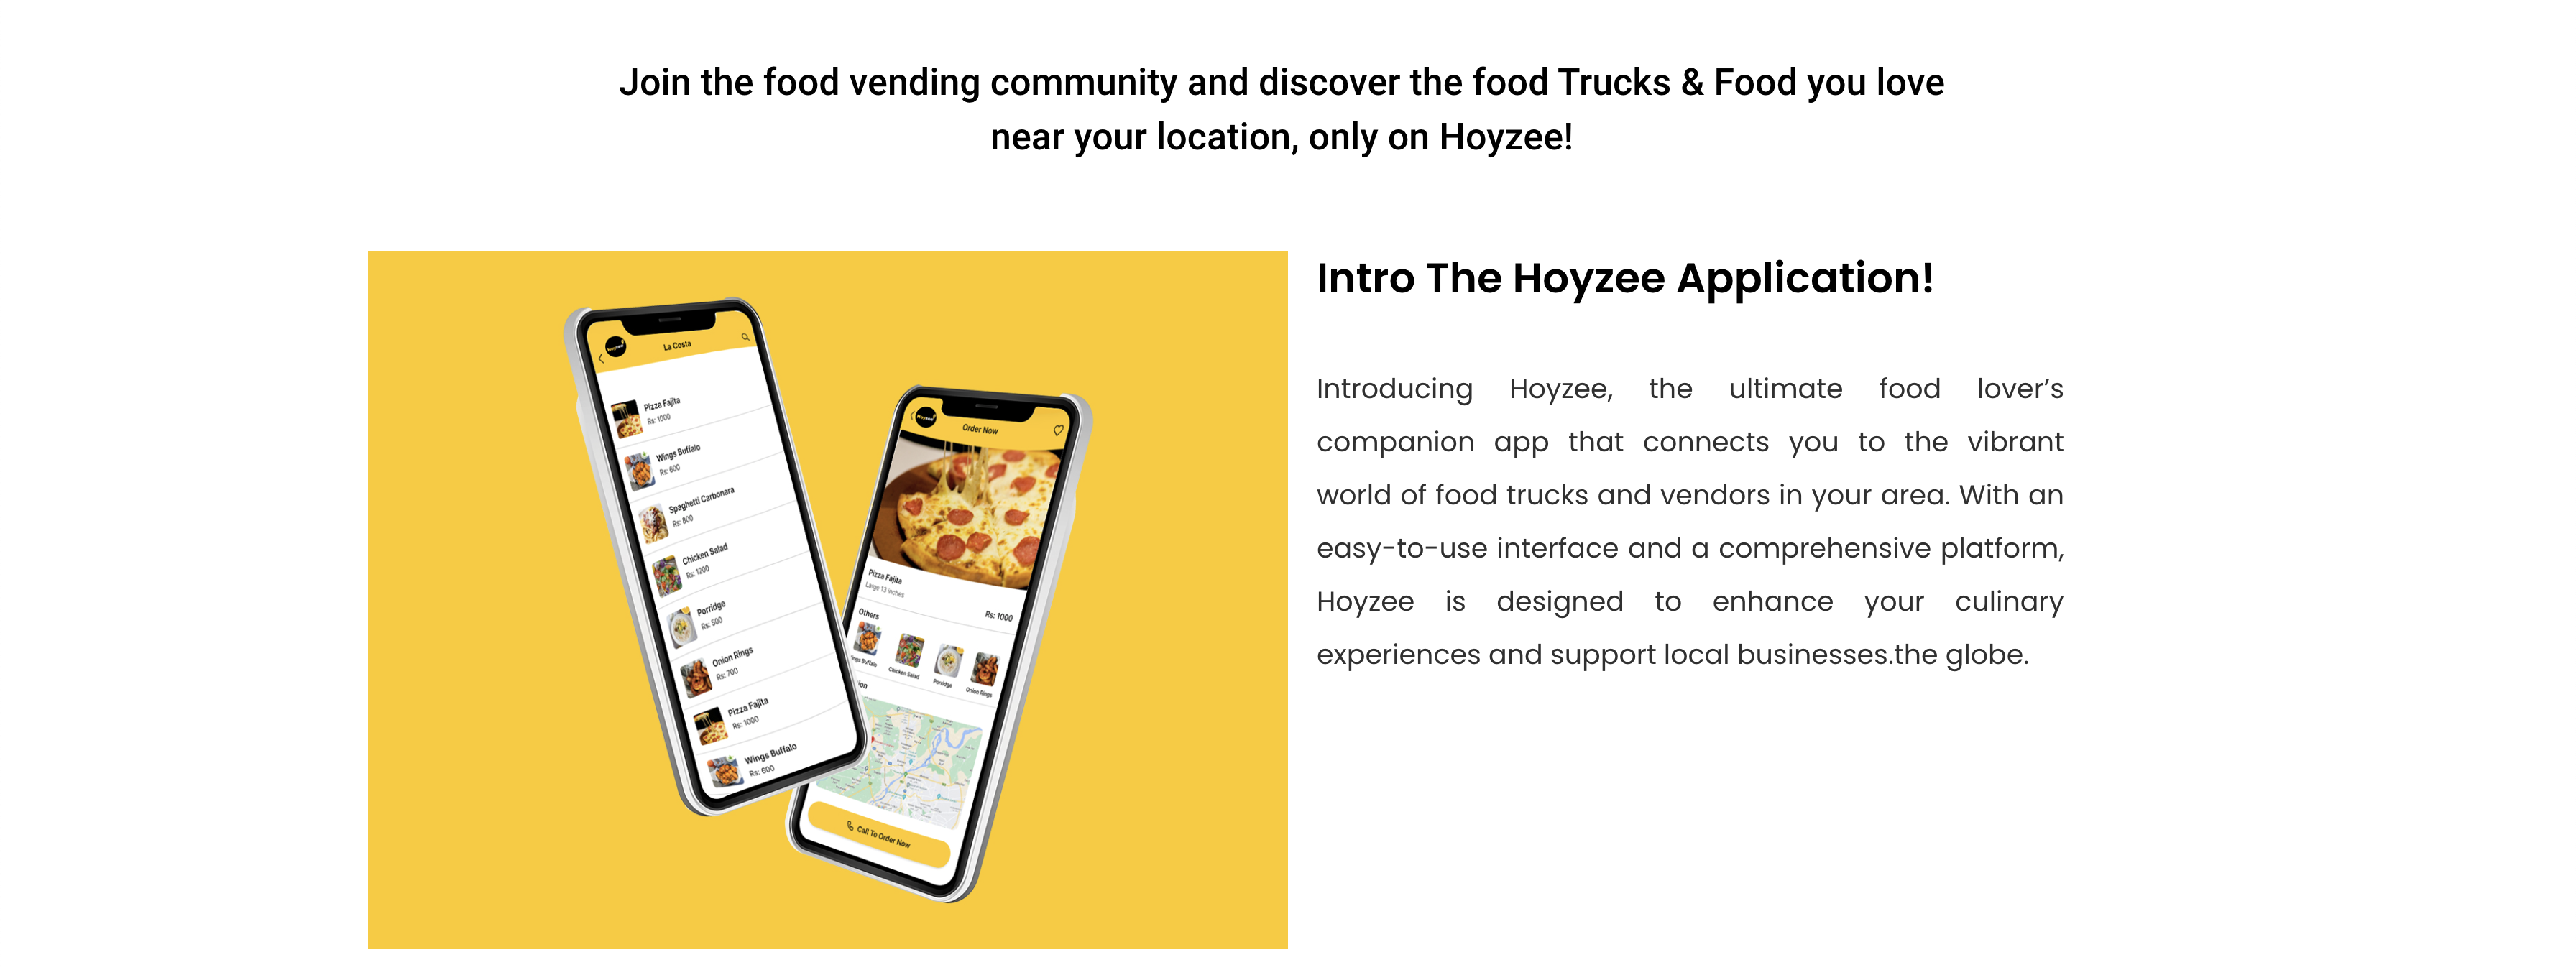 Join the food vending community and discover the food Trucks & Food you love
near your location, only on Hoyzee!
Intro The Hoyzee Application!
Introducing Hoyzee, the ultimate food lover’s
companion app that connects you to the vibrant
world of food trucks and vendors in your area. With an
easy-to-use interface and a comprehensive platform,
Hoyzee is designed to enhance your culinary
experiences and support local businesses.the globe.
Hoyzee
La Costa
Pizza Fajita
Rs: 1000
Wings Buffalo
Rs: 600
Spaghetti Carbonara
Rs: 800
Chicken Salad
Rs: 1200
Porridge
Rs: 500
Onion Rings
Rs: 700
Pizza Fajita
Rs: 1000
Wings Buffalo
Rs: 600
Hoyzee
Order Now
Pizza Fajita
Large 13 Inches
Rs: 1000
Others
ngs Buffalo
Chicken Salad
Porridge
Onion Rings
ion
Call To Order Now